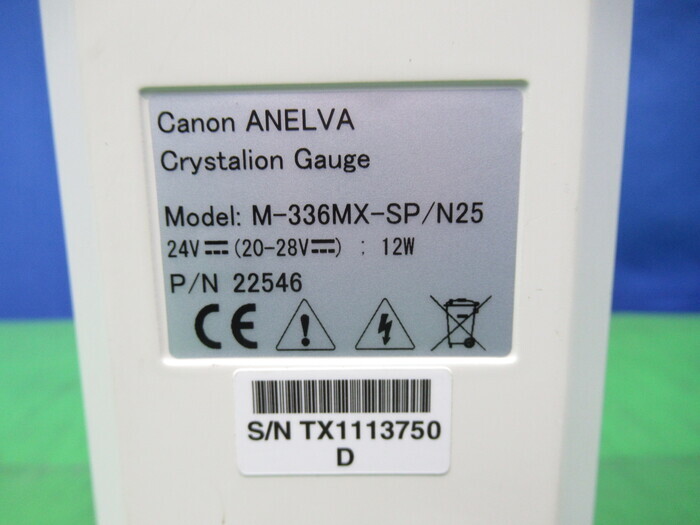 Canon ANELVA
Crystalion Gauge
Model: M-336MX-SP/N25
24V⎓(20-28V⎓) : 12W
P/N 22546
CE
S/N TX1113750
D